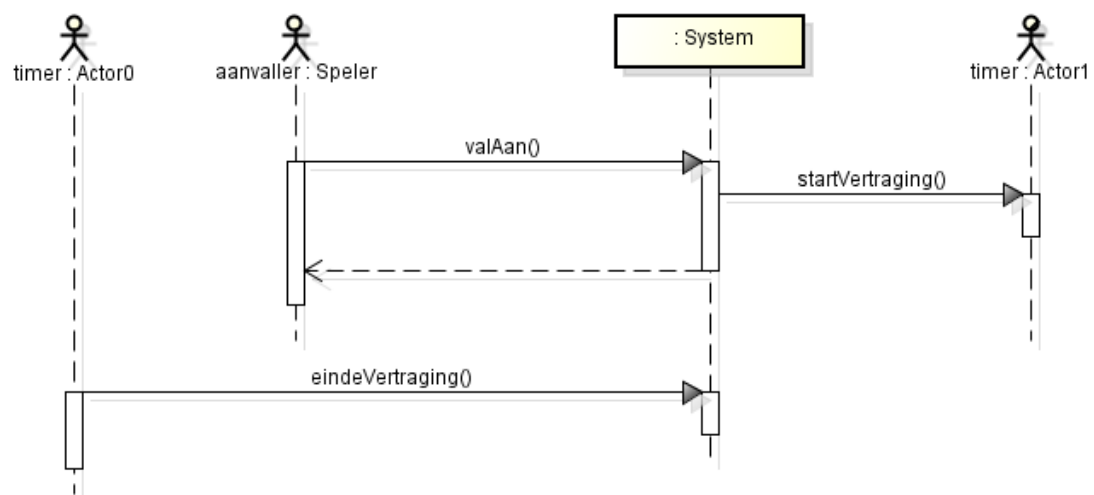 : System
timer : Actor0
aanvaller : Speler
timer : Actor1
valAan()
startVertraging()
eindeVertraging()